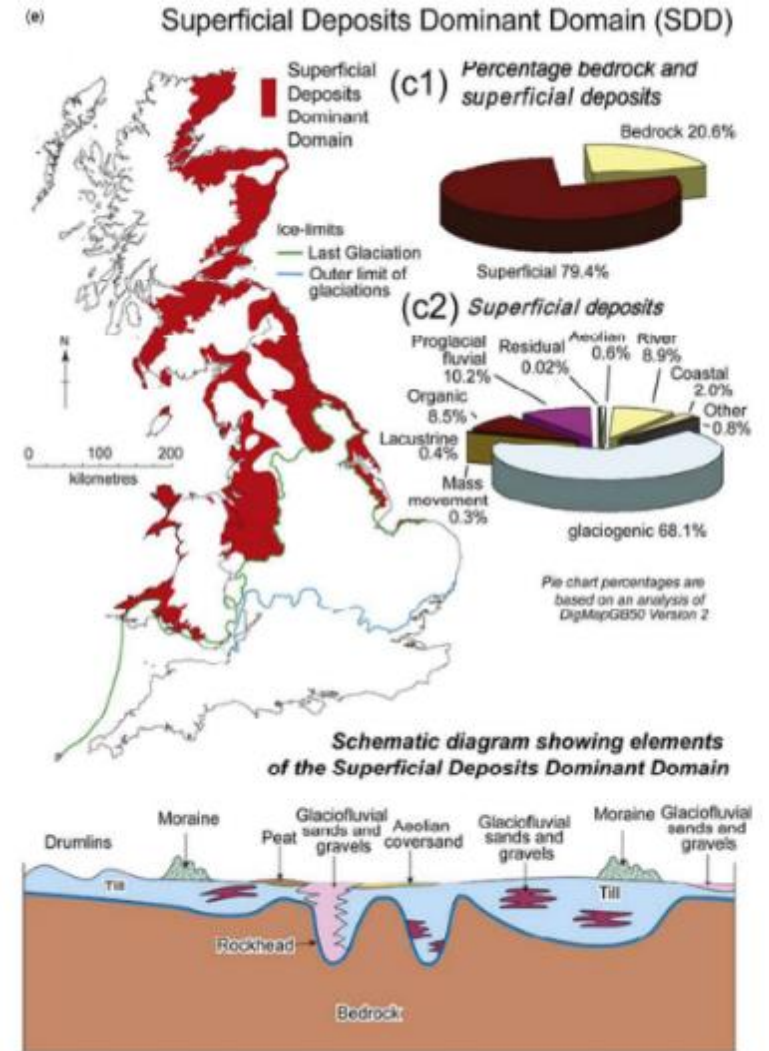 (e)
Superficial Deposits Dominant Domain (SDD)
Superficial
Deposits
Dominant
Domain
(c1)
Percentage bedrock and
superficial deposits
Bedrock 20.6%
Superficial 79.4%
Ice-limits
Last Glaciation
Outer limit of
glaciations
(c2)
Superficial deposits
Proglacial
fluvial
10.2%
Residual
0.02%
Aeolian
0.6%
River
8.9%
Coastal
2.0%
Other
0.8%
Organic
8.5%
Lacustrine
0.4%
Mass
movement
0.3%
glaciogenic 68.1%
N
0 100 200
kilometres
Pie chart percentages are
based on an analysis of
DigMapGB50 Version 2
Schematic diagram showing elements
of the Superficial Deposits Dominant Domain
Drumlins
Moraine
Peat
Glaciofluvial
sands and
gravels
Aeolian
coversand
Glaciofluvial
sands and
gravels
Moraine
Glaciofluvial
sands and
gravels
Till
Till
Rockhead
Bedrock